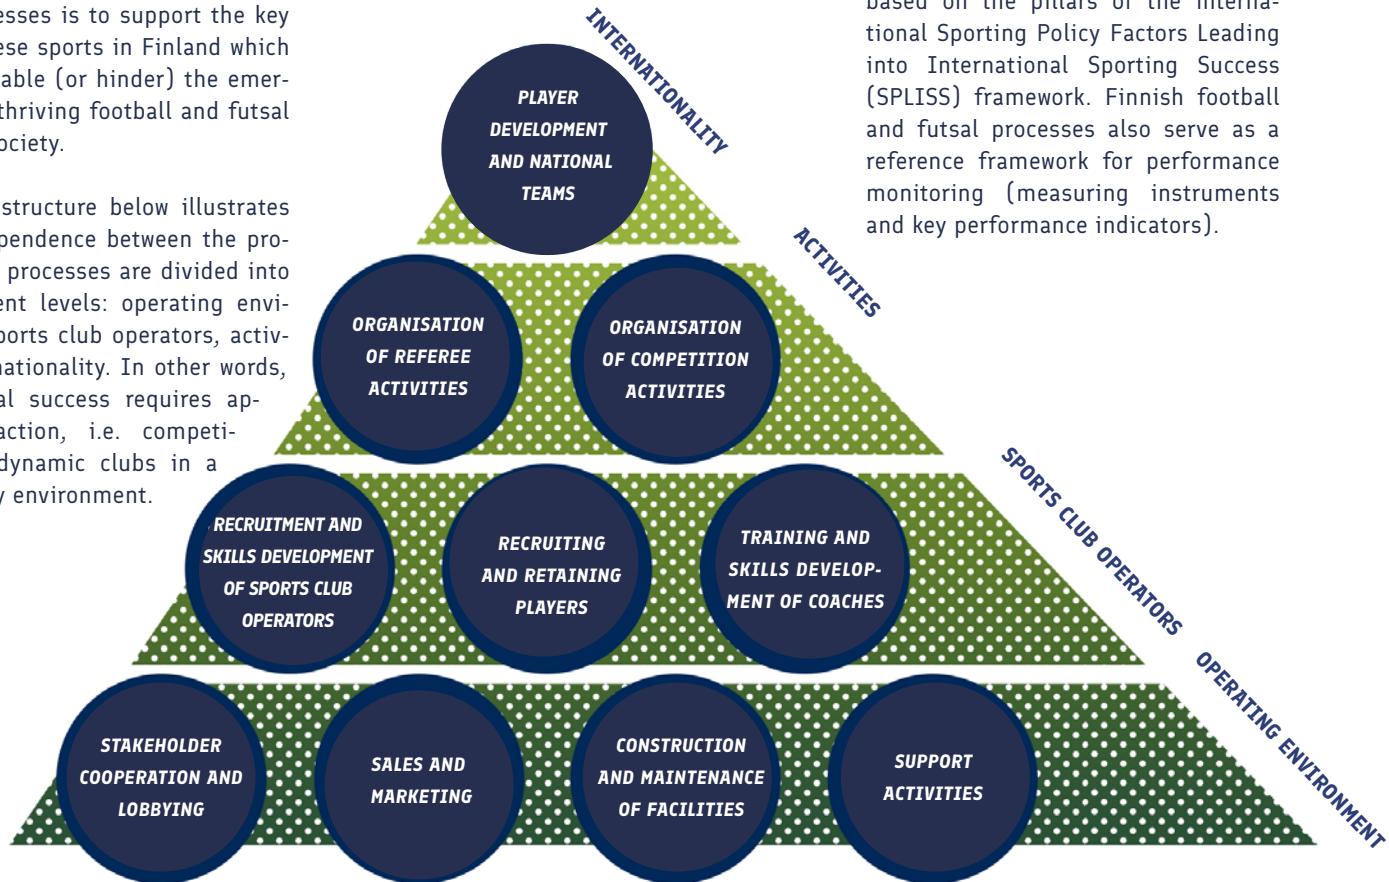 esses is to support the key
ese sports in Finland which
able (or hinder) the emer-
thriving football and futsal
ociety.
structure below illustrates
pendence between the pro-
processes are divided into
ent levels: operating envi-
ports club operators, activ-
nationality. In other words,
al success requires ap-
action, i.e. competi-
dynamic clubs in a
y environment.
based on the pillars of the interna-
tional Sporting Policy Factors Leading
into International Sporting Success
(SPLISS) framework. Finnish football
and futsal processes also serve as a
reference framework for performance
monitoring (measuring instruments
and key performance indicators).
INTERNATIONALITY
PLAYER
DEVELOPMENT
AND NATIONAL
TEAMS
ACTIVITIES
ORGANISATION
OF REFEREE
ACTIVITIES
ORGANISATION
OF COMPETITION
ACTIVITIES
SPORTS CLUB OPERATORS
RECRUITMENT AND
SKILLS DEVELOPMENT
OF SPORTS CLUB
OPERATORS
RECRUITING
AND RETAINING
PLAYERS
TRAINING AND
SKILLS DEVELOP-
MENT OF COACHES
OPERATING ENVIRONMENT
STAKEHOLDER
COOPERATION AND
LOBBYING
SALES AND
MARKETING
CONSTRUCTION
AND MAINTENANCE
OF FACILITIES
SUPPORT
ACTIVITIES